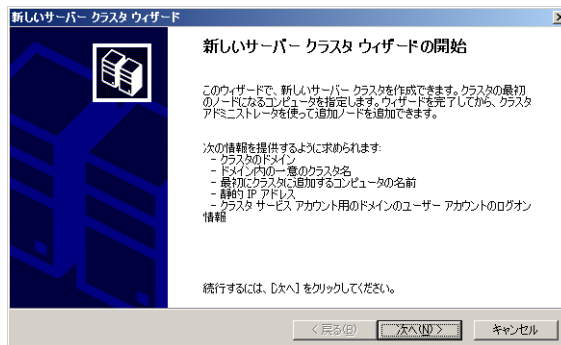 新しいサーバー クラスタ ウィザード
新しいサーバー クラスタ ウィザードの開始
このウィザードで、新しいサーバー クラスタを作成できます。クラスタの最初
のノードになるコンピュータを指定します。ウィザードを完了してから、クラスタ
アドミニストレータを使って追加ノードを追加できます。
次の情報を提供するように求められます:
- クラスタのドメイン
- ドメイン内の一意のクラスタ名
- 最初にクラスタに追加するコンピュータの名前
- 静的 IP アドレス
- クラスタ サービス アカウント用のドメインのユーザー アカウントのログオン
情報
続行するには、[次へ] をクリックしてください。
< 戻る(B)
次へ(N) >
キャンセル